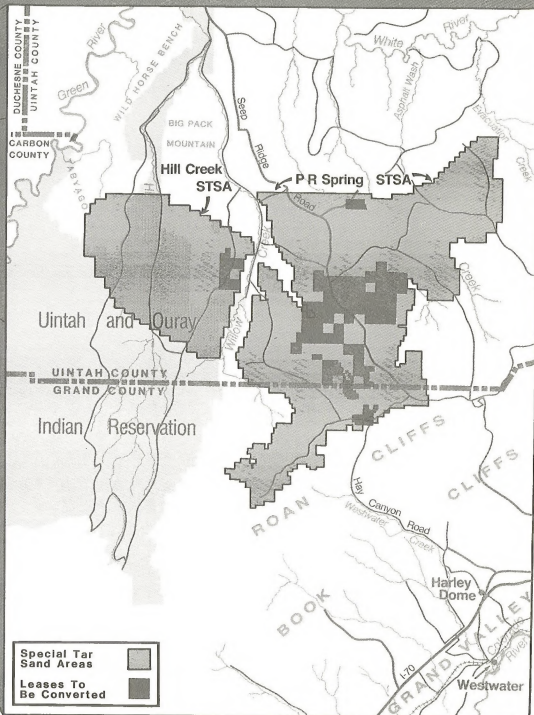 DUCHESNE COUNTY
UINTAH COUNTY
CARBON
COUNTY
Green
River
WILD HORSE BENCH
BIG PACK
MOUNTAIN
Seep
Ridge
Road
White
River
Asphalt Wash
Evacuation
Creek
Hill Creek
STSA
P R Spring STSA
Creek
Willow
Creek
Uintah and Ouray
UINTAH COUNTY
GRAND COUNTY
Indian Reservation
ROAN CLIFFS
BOOK CLIFFS
Hay Canyon Road
Westwater
Creek
Harley
Dome
GRAND VALLEY
Colorado
River
I-70
Westwater
Special Tar
Sand Areas
Leases To
Be Converted